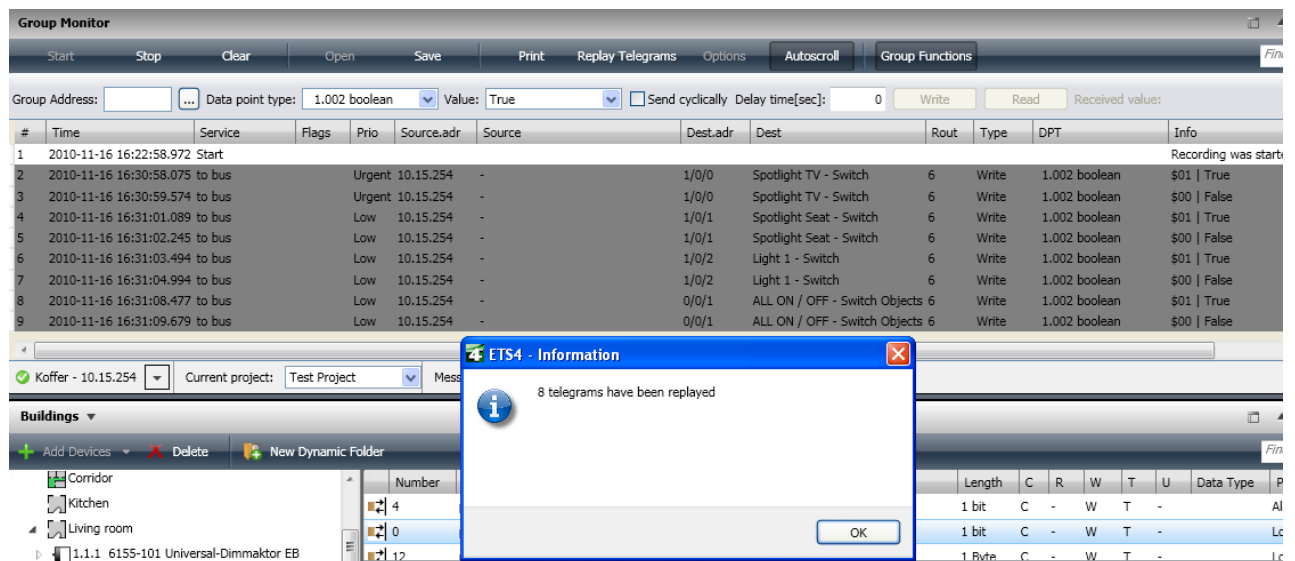 Group Monitor
Start Stop Clear Open Save Print Replay Telegrams Options Autoscroll Group Functions
Group Address: ... Data point type: 1.002 boolean Value: True Send cyclically Delay time[sec]: 0 Write Read Received value:
# Time Service Flags Prio Source.adr Source Dest.adr Dest Rout Type DPT Info
1 2010-11-16 16:22:58.972 Start Recording was starte
2 2010-11-16 16:30:58.075 to bus Urgent 10.15.254 - 1/0/0 Spotlight TV - Switch 6 Write 1.002 boolean $01 | True
3 2010-11-16 16:30:59.574 to bus Urgent 10.15.254 - 1/0/0 Spotlight TV - Switch 6 Write 1.002 boolean $00 | False
4 2010-11-16 16:31:01.089 to bus Low 10.15.254 - 1/0/1 Spotlight Seat - Switch 6 Write 1.002 boolean $01 | True
5 2010-11-16 16:31:02.245 to bus Low 10.15.254 - 1/0/1 Spotlight Seat - Switch 6 Write 1.002 boolean $00 | False
6 2010-11-16 16:31:03.494 to bus Low 10.15.254 - 1/0/2 Light 1 - Switch 6 Write 1.002 boolean $01 | True
7 2010-11-16 16:31:04.994 to bus Low 10.15.254 - 1/0/2 Light 1 - Switch 6 Write 1.002 boolean $00 | False
8 2010-11-16 16:31:08.477 to bus Low 10.15.254 - 0/0/1 ALL ON / OFF - Switch Objects 6 Write 1.002 boolean $01 | True
9 2010-11-16 16:31:09.679 to bus Low 10.15.254 - 0/0/1 ALL ON / OFF - Switch Objects 6 Write 1.002 boolean $00 | False
4 ETS4 - Information
Koffer - 10.15.254 Current project: Test Project Mess
8 telegrams have been replayed
Buildings
Add Devices Delete New Dynamic Folder
Corridor
Number Length C R W T U Data Type P
Kitchen
4 1 bit C - W T - Al
Living room
0 1 bit C - W T - Lo
OK
1.1.1 6155-101 Universal-Dimmaktor EB
12 1 Byte C - W T - Lo